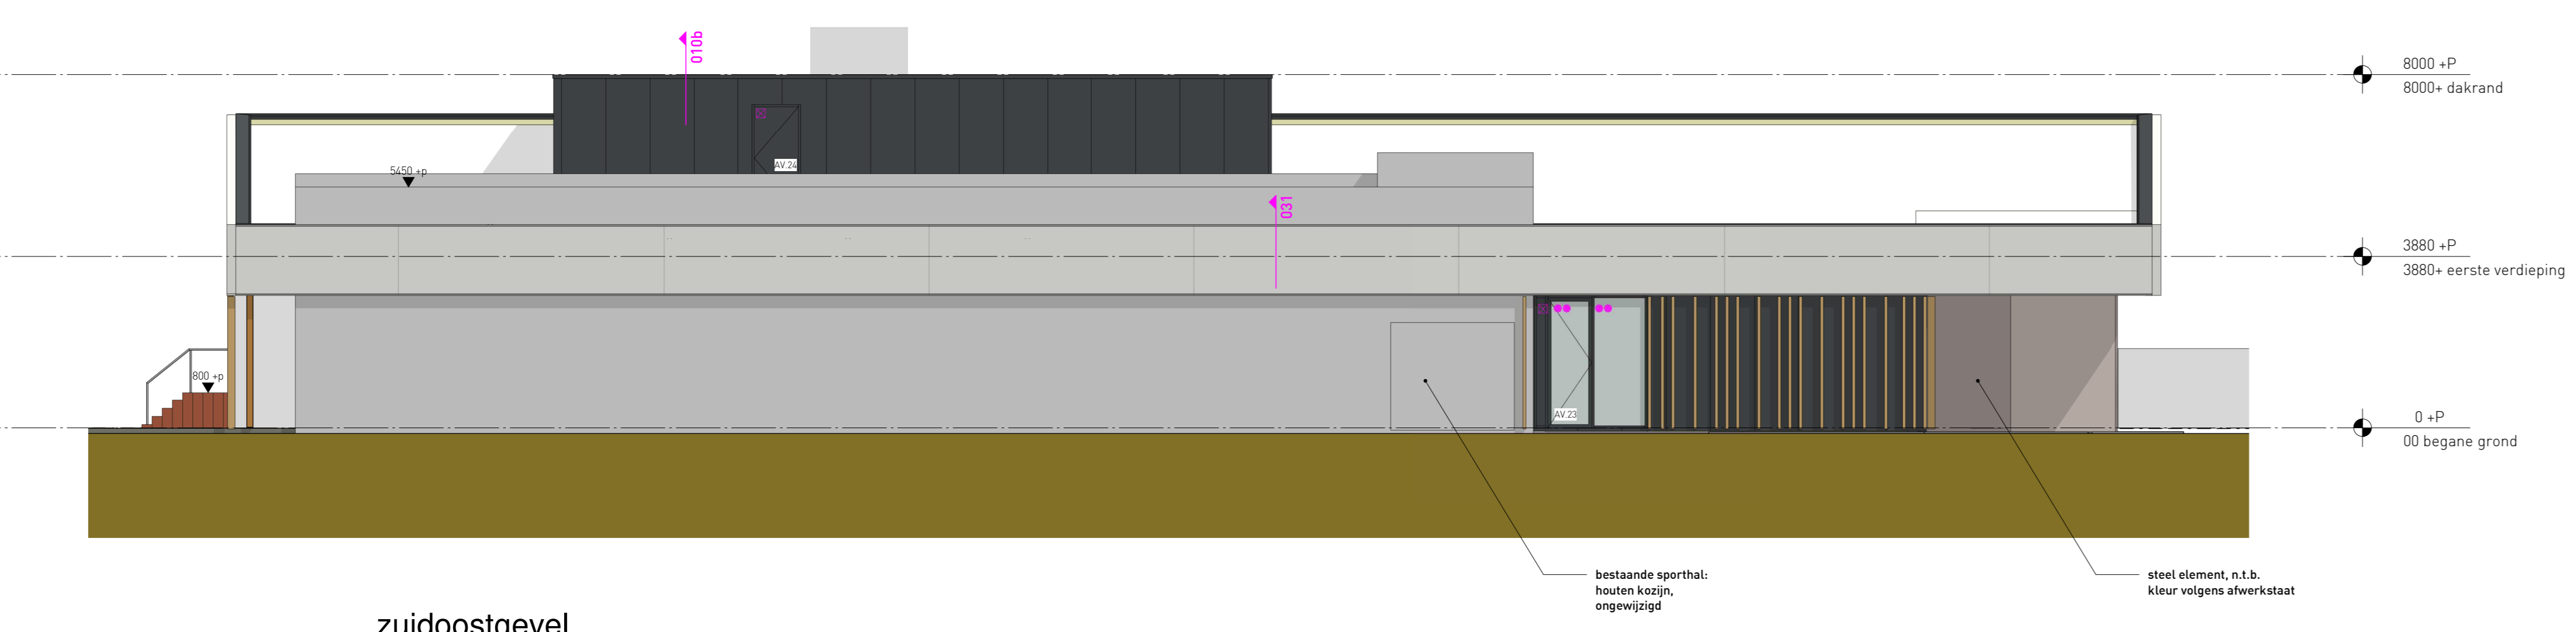 010b
8000 +P
8000+ dakrand
AV.24
5450 +p
031
3880 +P
3880+ eerste verdieping
800 +p
AV.23
0 +P
00 begane grond
bestaande sporthal:
houten kozijn,
ongewijzigd
steel element, n.t.b.
kleur volgens afwerkstaat
zuidoostgevel